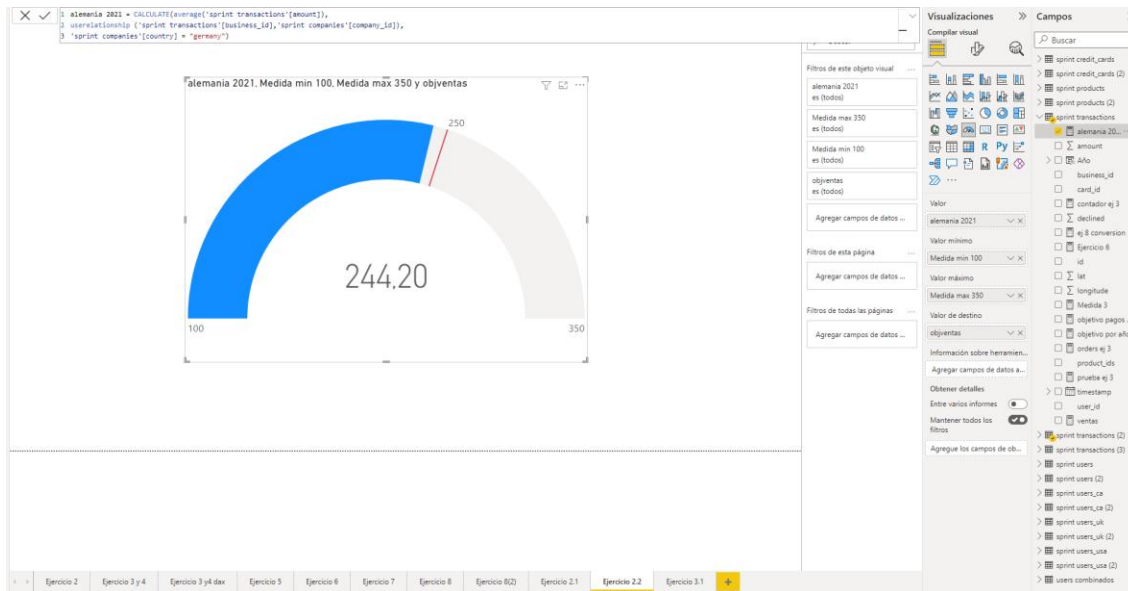 1 alemania 2021 = CALCULATE(average('sprint transactions'[amount]),
2 userelationship ('sprint transactions'[business_id],'sprint companies'[company_id]),
3 'sprint companies'[country] = "germany")
alemania 2021, Medida min 100, Medida max 350 y objventas
250
244,20
100
350
Filtros de este objeto visual
alemania 2021
es (todos)
Medida max 350
es (todos)
Medida min 100
es (todos)
objventas
es (todos)
Agregar campos de datos ...
Filtros de esta página
Agregar campos de datos ...
Filtros de todas las páginas
Agregar campos de datos ...
Visualizaciones
Compilar visual
R Py
Valor
alemania 2021
Valor mínimo
Medida min 100
Valor máximo
Medida max 350
Valor de destino
objventas
Información sobre herramien...
Agregar campos de datos a...
Obtener detalles
Entre varios informes
Mantener todos los
filtros
Agregue los campos de ob...
Campos
Buscar
sprint credit_cards
sprint credit_cards (2)
sprint products
sprint products (2)
sprint transactions
alemania 20...
amount
Año
business_id
card_id
contador ej 3
declined
ej 8 conversion
Ejercicio 6
id
lat
longitude
Medida 3
objetivo pagos
objetivo por año
orders ej 3
product_ids
prueba ej 3
timestamp
user_id
ventas
sprint transactions (2)
sprint transactions (3)
sprint users
sprint users (2)
sprint users_ca
sprint users_ca (2)
sprint users_uk
sprint users_uk (2)
sprint users_usa
sprint users_usa (2)
users combinados
Ejercicio 2
Ejercicio 3 y 4
Ejercicio 3 y4 dax
Ejercicio 5
Ejercicio 6
Ejercicio 7
Ejercicio 8
Ejercicio 8(2)
Ejercicio 2.1
Ejercicio 2.2
Ejercicio 3.1